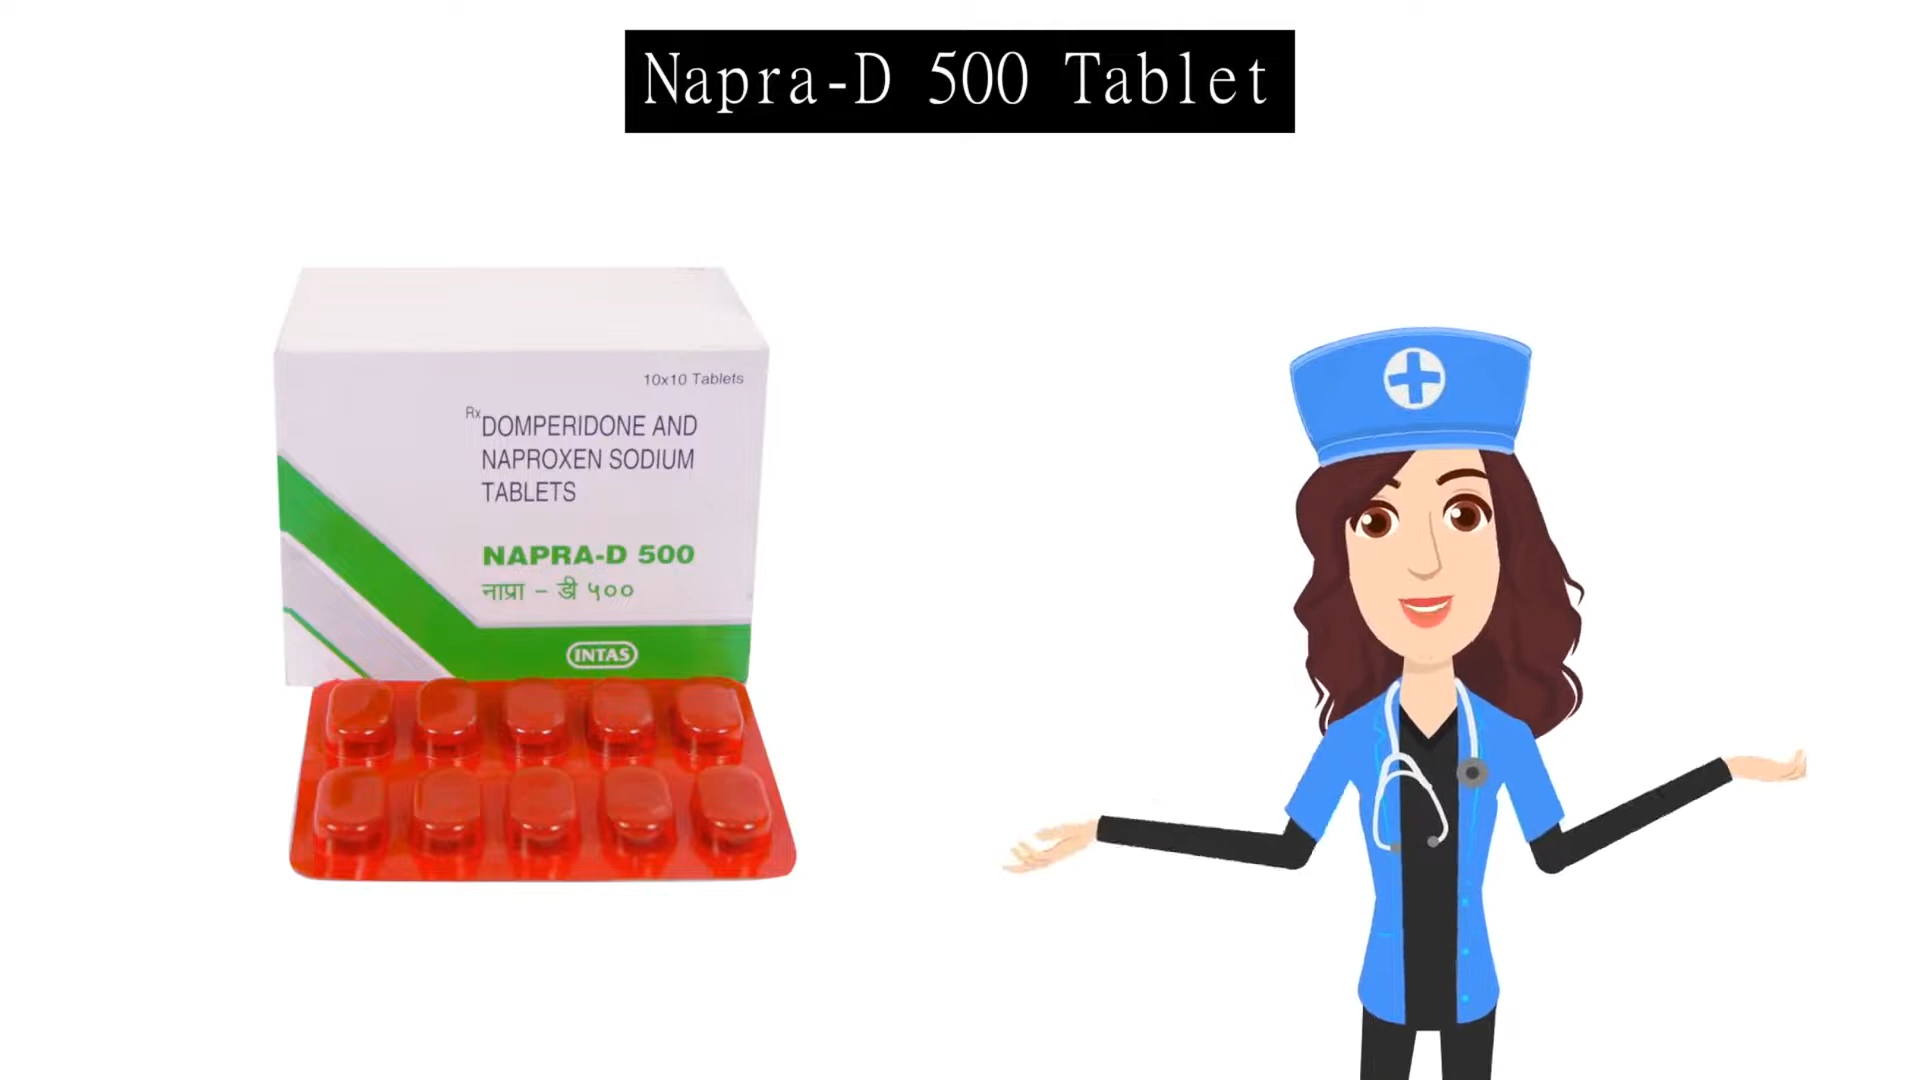 Napra-D 500 Tablet
10x10 Tablets
Rx
DOMPERIDONE AND
NAPROXEN SODIUM
TABLETS
NAPRA-D 500
नाप्रा - डी ५००
INTAS